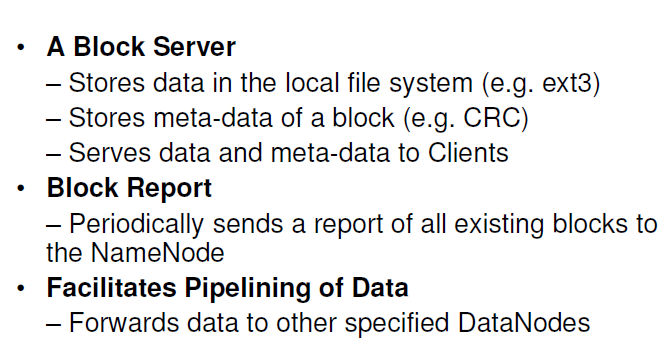 • A Block Server
– Stores data in the local file system (e.g. ext3)
– Stores meta-data of a block (e.g. CRC)
– Serves data and meta-data to Clients
• Block Report
– Periodically sends a report of all existing blocks to
the NameNode
• Facilitates Pipelining of Data
– Forwards data to other specified DataNodes